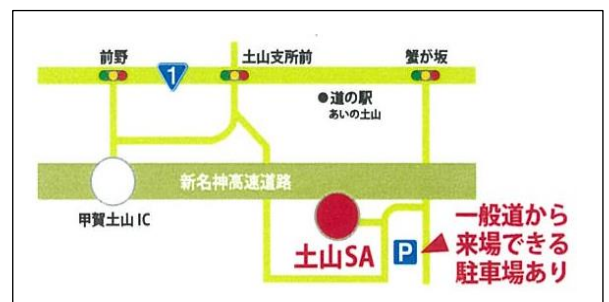 前野
土山支所前
蟹が坂
1
●道の駅
あいの土山
新名神高速道路
甲賀土山IC
土山SA
P
一般道から
来場できる
駐車場あり